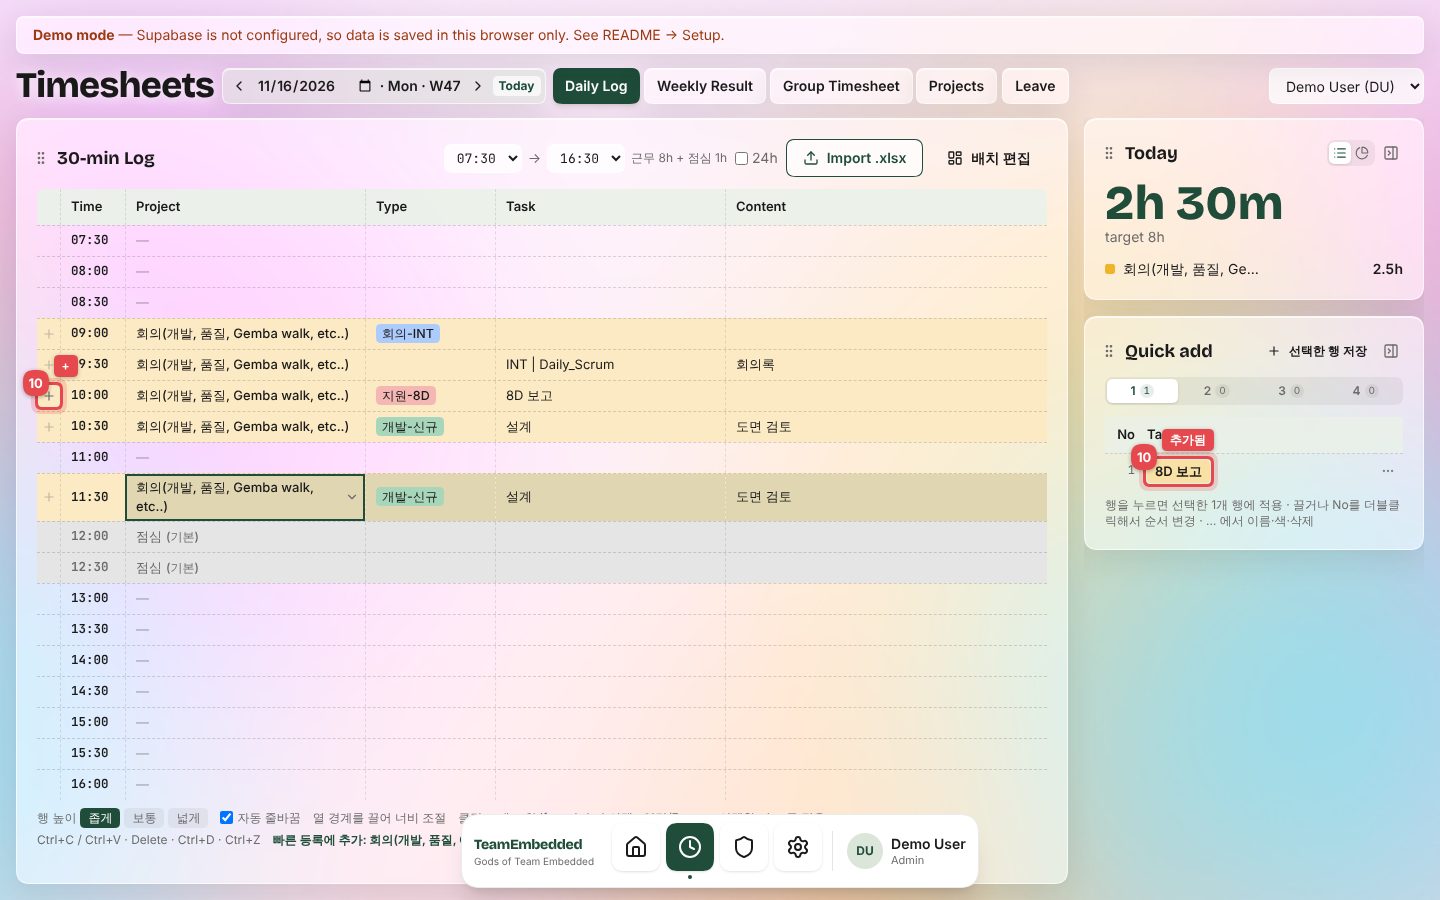 Demo mode — Supabase is not configured, so data is saved in this browser only. See README → Setup.
Timesheets
11/16/2026 · Mon · W47 Today
Daily Log
Weekly Result
Group Timesheet
Projects
Leave
Demo User (DU)
30-min Log
07:30 → 16:30 근무 8h + 점심 1h 24h
Import .xlsx
배치 편집
Time Project Type Task Content
07:30 —
08:00 —
08:30 —
+ 09:00 회의(개발, 품질, Gemba walk, etc..) 회의-INT
+
9:30 회의(개발, 품질, Gemba walk, etc..) INT | Daily_Scrum 회의록
10
+ 10:00 회의(개발, 품질, Gemba walk, etc..) 지원-8D 8D 보고
+ 10:30 회의(개발, 품질, Gemba walk, etc..) 개발-신규 설계 도면 검토
11:00 —
+ 11:30 회의(개발, 품질, Gemba walk, etc..) 개발-신규 설계 도면 검토
12:00 점심 (기본)
12:30 점심 (기본)
13:00 —
13:30 —
14:00 —
14:30 —
15:00 —
15:30 —
16:00 —
행 높이 좁게 보통 넓게 자동 줄바꿈 열 경계를 끌어 너비 조절
Ctrl+C / Ctrl+V · Delete · Ctrl+D · Ctrl+Z 빠른 등록에 추가: 회의(개발, 품질,
Today
2h 30m
target 8h
회의(개발, 품질, Ge... 2.5h
Quick add
+ 선택한 행 저장
1 1 2 0 3 0 4 0
No Ta
추가됨
10
1 8D 보고 ...
행을 누르면 선택한 1개 행에 적용 · 끌거나 No를 더블클
릭해서 순서 변경 · ... 에서 이름·색·삭제
TeamEmbedded
Gods of Team Embedded
DU
Demo User
Admin